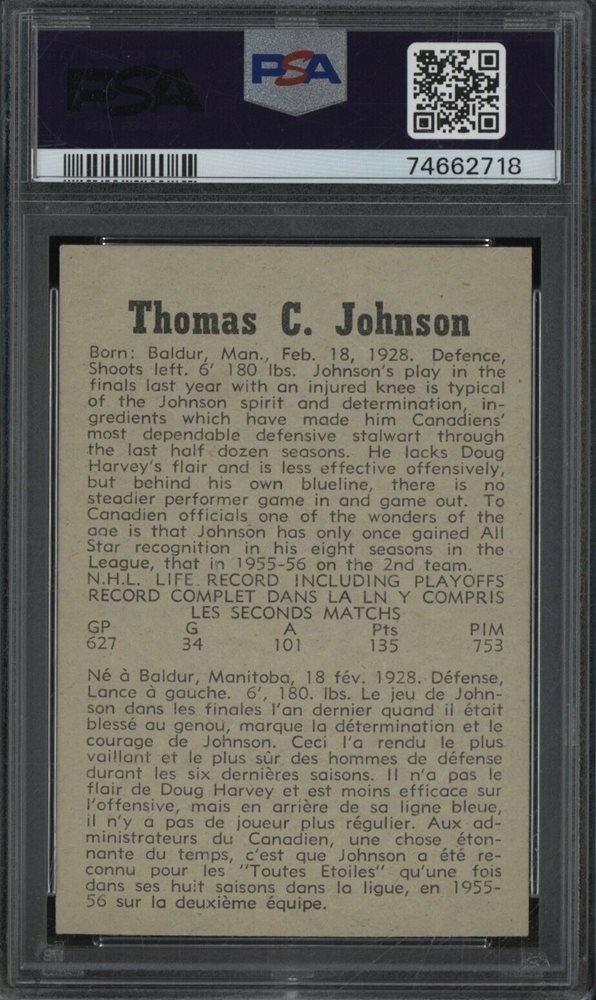 PSA
PSA
74662718
Thomas C. Johnson
Born: Baldur, Man., Feb. 18, 1928. Defence,
Shoots left. 6' 180 lbs. Johnson's play in the
finals last year with an injured knee is typical
of the Johnson spirit and determination, in-
gredients which have made him Canadiens'
most dependable defensive stalwart through
the last half dozen seasons. He lacks Doug
Harvey's flair and is less effective offensively,
but behind his own blueline, there is no
steadier performer game in and game out. To
Canadien officials one of the wonders of the
age is that Johnson has only once gained All
Star recognition in his eight seasons in the
League, that in 1955-56 on the 2nd team.
N.H.L. LIFE RECORD INCLUDING PLAYOFFS
RECORD COMPLET DANS LA LN Y COMPRIS
LES SECONDS MATCHS
GP G A Pts PIM
627 34 101 135 753
Né à Baldur, Manitoba, 18 fév. 1928. Défense,
Lance à gauche. 6', 180. lbs. Le jeu de John-
son dans les finales l'an dernier quand il était
blessé au genou, marque la détermination et le
courage de Johnson. Ceci l'a rendu le plus
vaillant et le plus sûr des hommes de défense
durant les six dernières saisons. Il n'a pas le
flair de Doug Harvey et est moins efficace sur
l'offensive, mais en arrière de sa ligne bleue,
il n'y a pas de joueur plus régulier. Aux ad-
ministrateurs du Canadien, une chose éton-
nante du temps, c'est que Johnson a été re-
connu pour les "Toutes Etoiles" qu'une fois
dans ses huit saisons dans la ligue, en 1955-
56 sur la deuxième équipe.